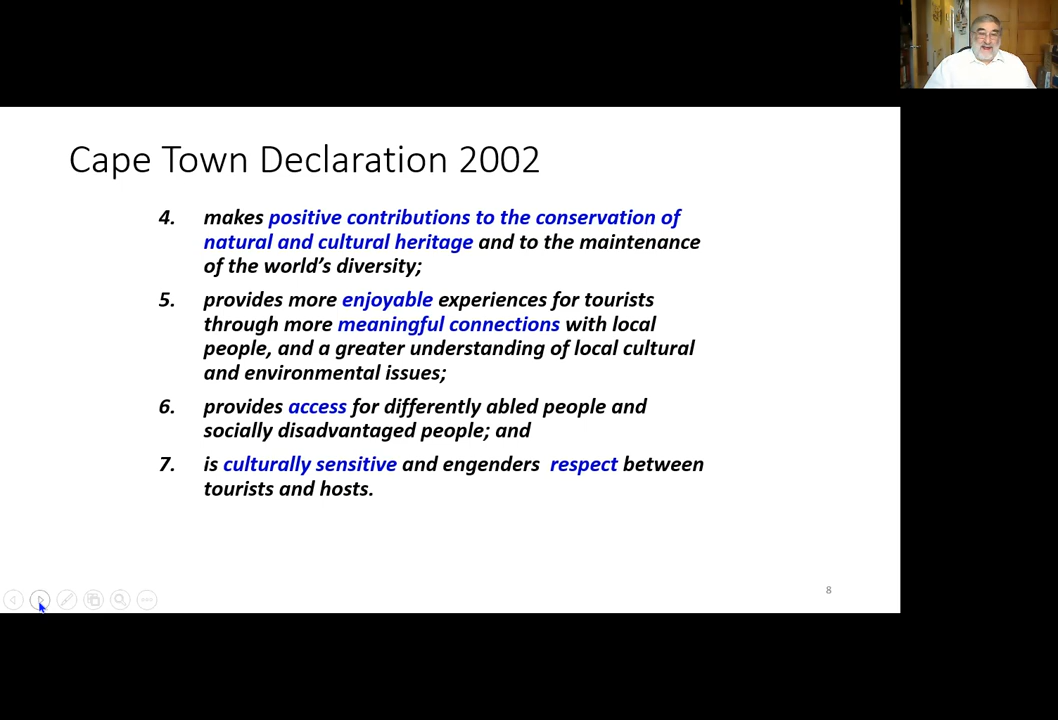 Cape Town Declaration 2002
4. makes positive contributions to the conservation of
natural and cultural heritage and to the maintenance
of the world's diversity;
5. provides more enjoyable experiences for tourists
through more meaningful connections with local
people, and a greater understanding of local cultural
and environmental issues;
6. provides access for differently abled people and
socially disadvantaged people; and
7. is culturally sensitive and engenders respect between
tourists and hosts.
8